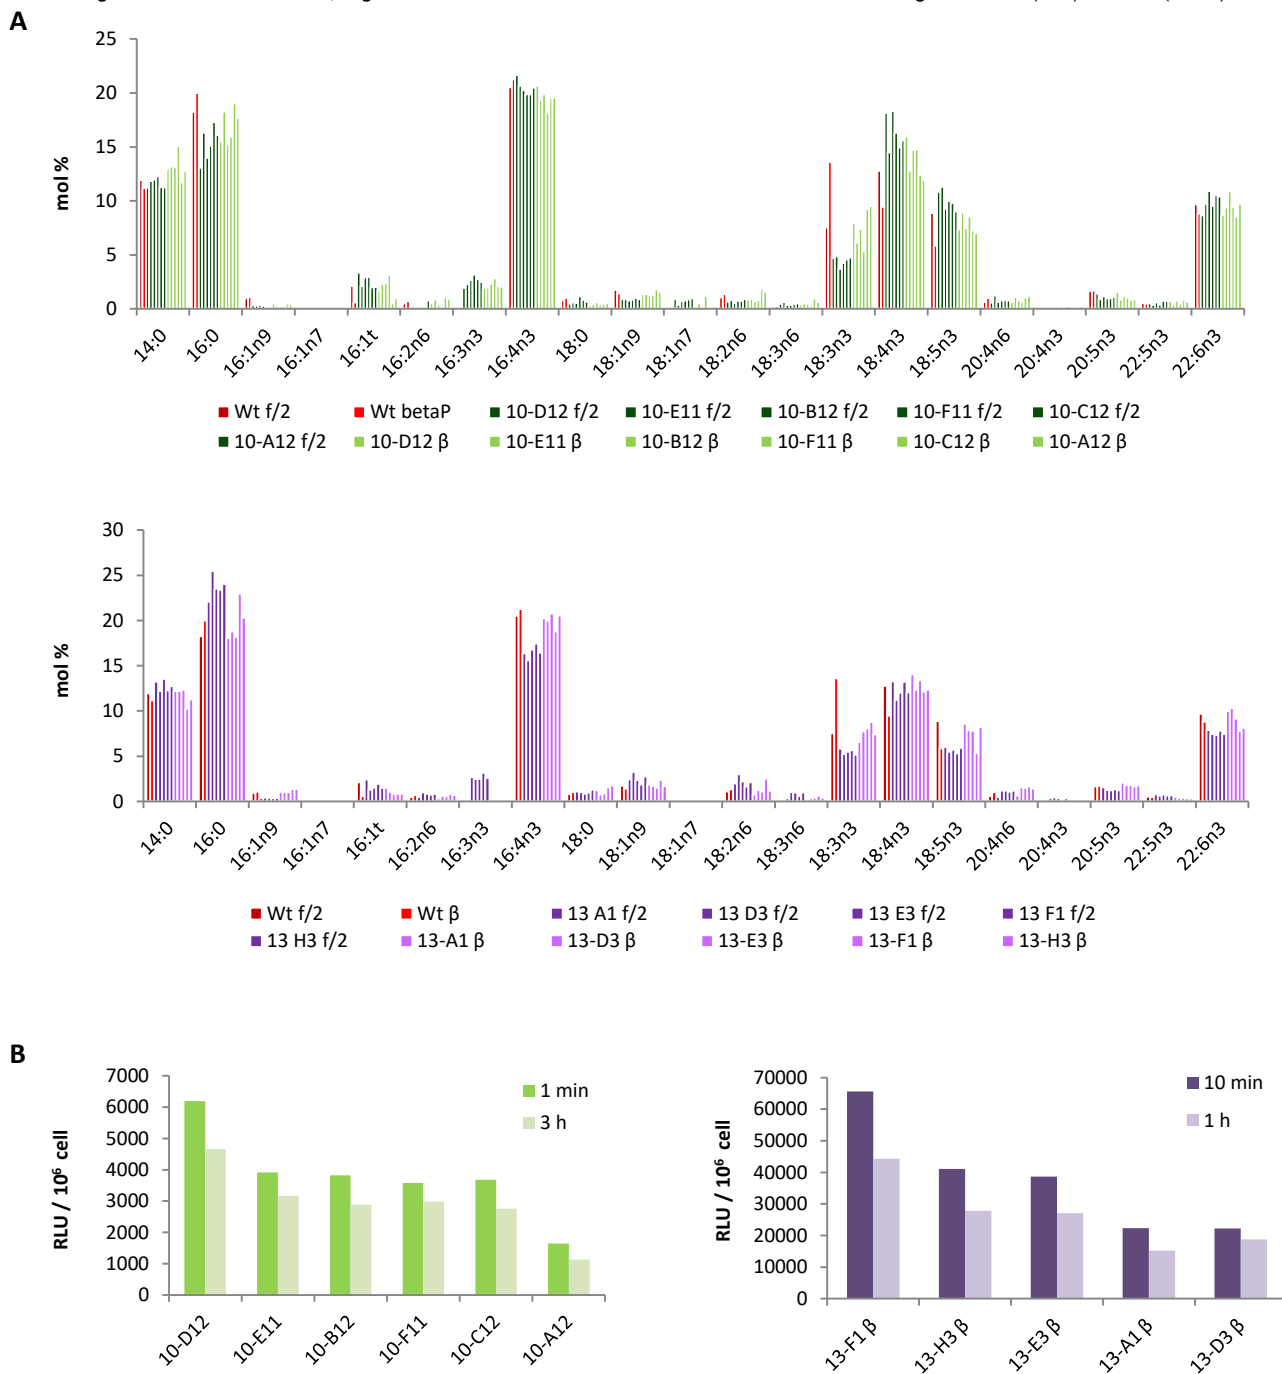 A
25
20
15
10
5
0
mol %
14:0 16:0 16:1n9 16:1n7 16:1t 16:2n6 16:3n3 16:4n3 18:0 18:1n9 18:1n7 18:2n6 18:3n6 18:3n3 18:4n3 18:5n3 20:4n6 20:4n3 20:5n3 22:5n3 22:6n3
Wt f/2 Wt betaP 10-D12 f/2 10-E11 f/2 10-B12 f/2 10-F11 f/2 10-C12 f/2
10-A12 f/2 10-D12 β 10-E11 β 10-B12 β 10-F11 β 10-C12 β 10-A12 β
30
25
20
15
10
5
0
mol %
14:0 16:0 16:1n9 16:1n7 16:1t 16:2n6 16:3n3 16:4n3 18:0 18:1n9 18:1n7 18:2n6 18:3n6 18:3n3 18:4n3 18:5n3 20:4n6 20:4n3 20:5n3 22:5n3 22:6n3
Wt f/2 Wt β 13 A1 f/2 13 D3 f/2 13 E3 f/2 13 F1 f/2
13 H3 f/2 13-A1 β 13-D3 β 13-E3 β 13-F1 β 13-H3 β
B
7000
6000
5000
4000
3000
2000
1000
0
RLU / 10⁶ cell
1 min
3 h
10-D12 10-E11 10-B12 10-F11 10-C12 10-A12
70000
60000
50000
40000
30000
20000
10000
0
RLU / 10⁶ cell
10 min
1 h
13-F1 β 13-H3 β 13-E3 β 13-A1 β 13-D3 β